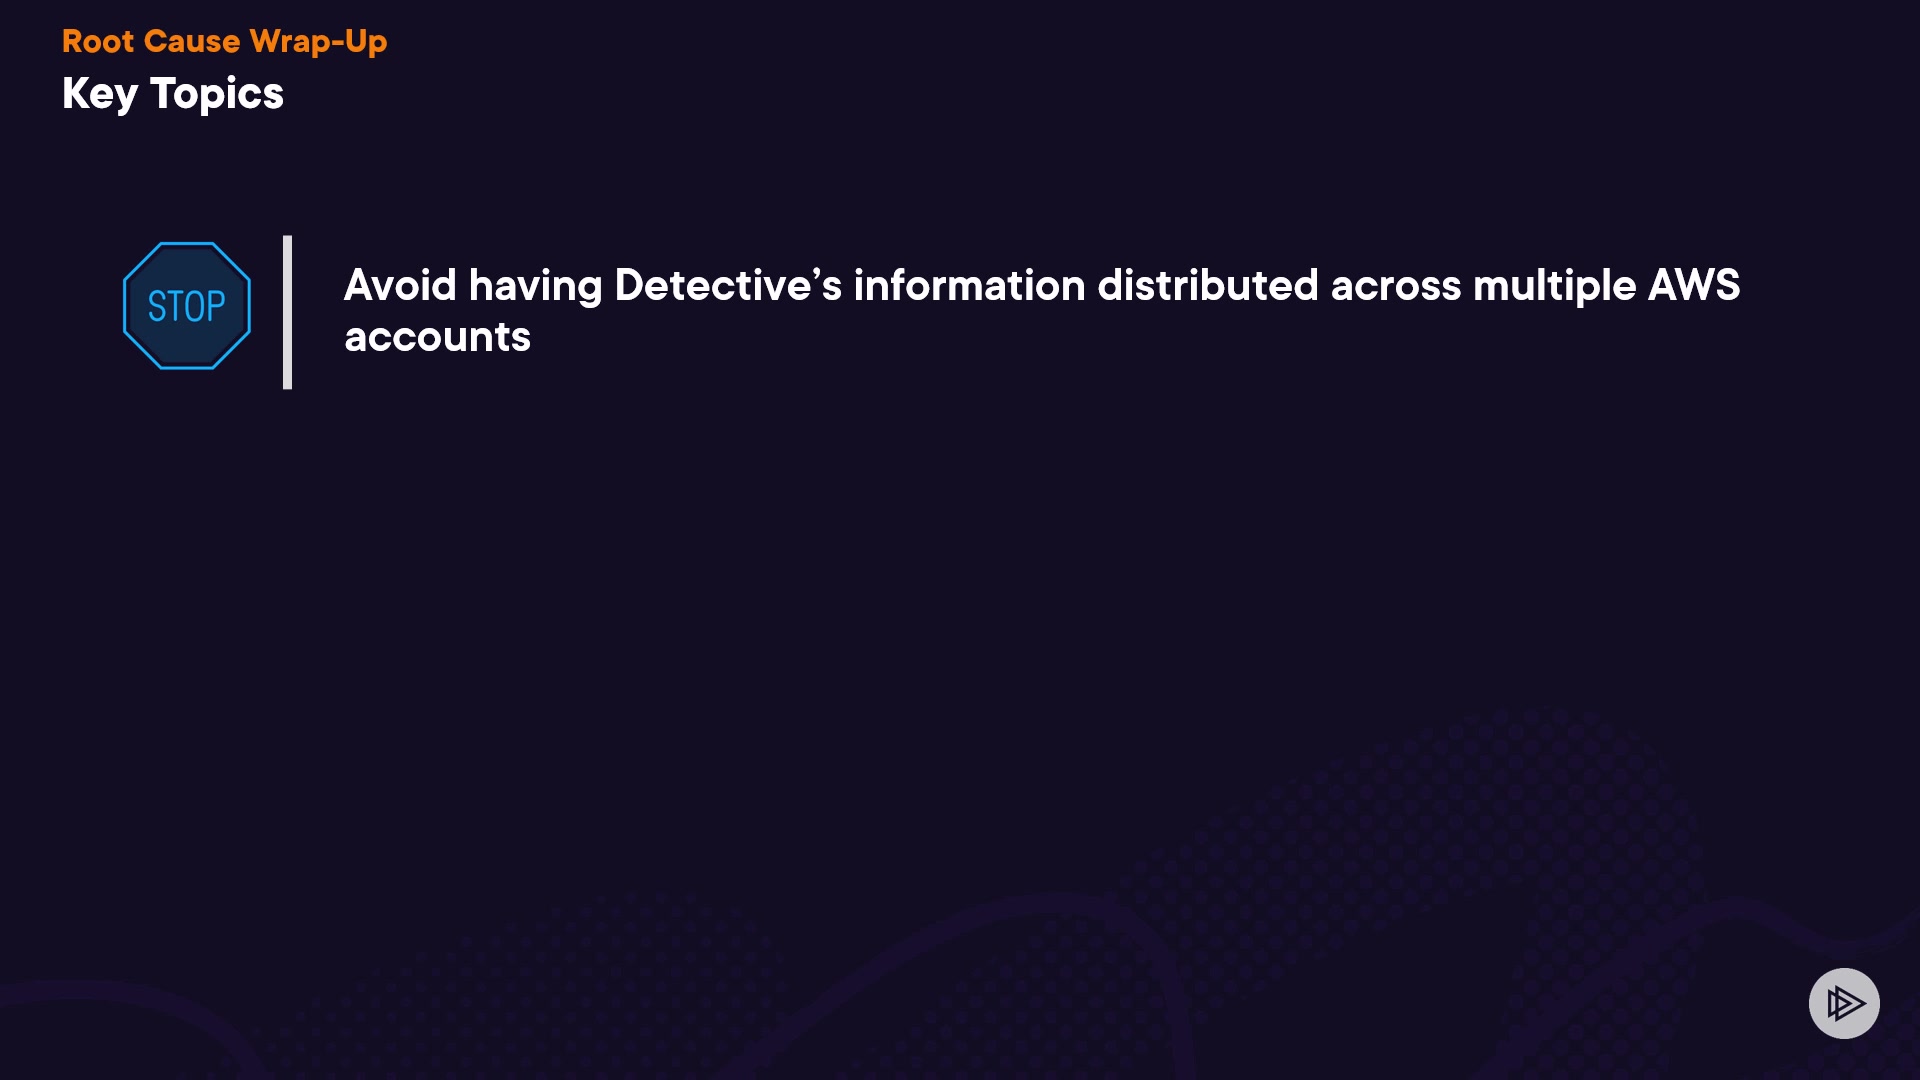 Root Cause Wrap-Up
Key Topics
STOP
Avoid having Detective’s information distributed across multiple AWS
accounts